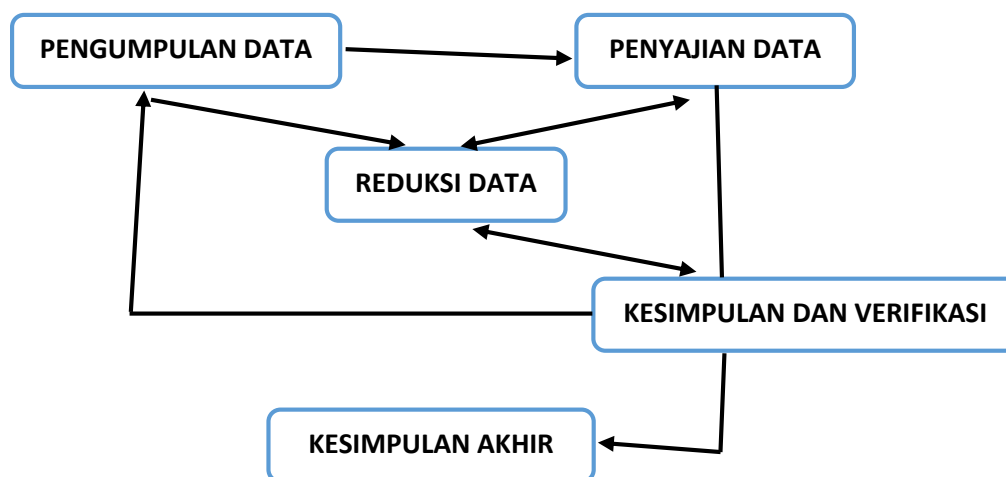 PENGUMPULAN DATA
PENYAJIAN DATA
REDUKSI DATA
KESIMPULAN DAN VERIFIKASI
KESIMPULAN AKHIR